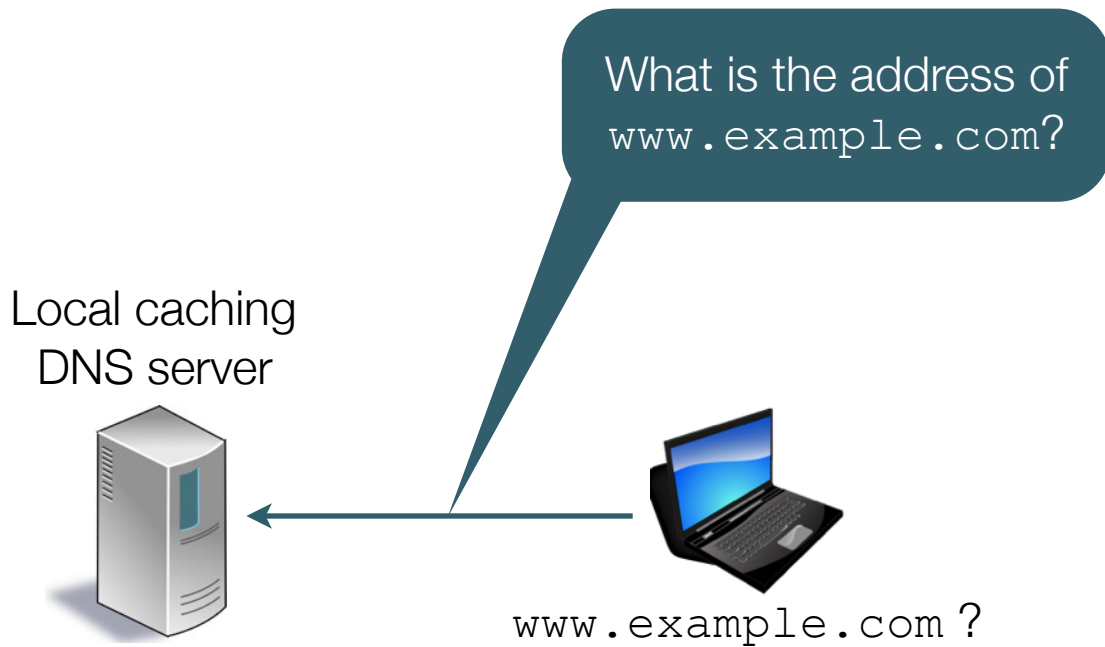 What is the address of
www.example.com?
Local caching
DNS server
www.example.com ?